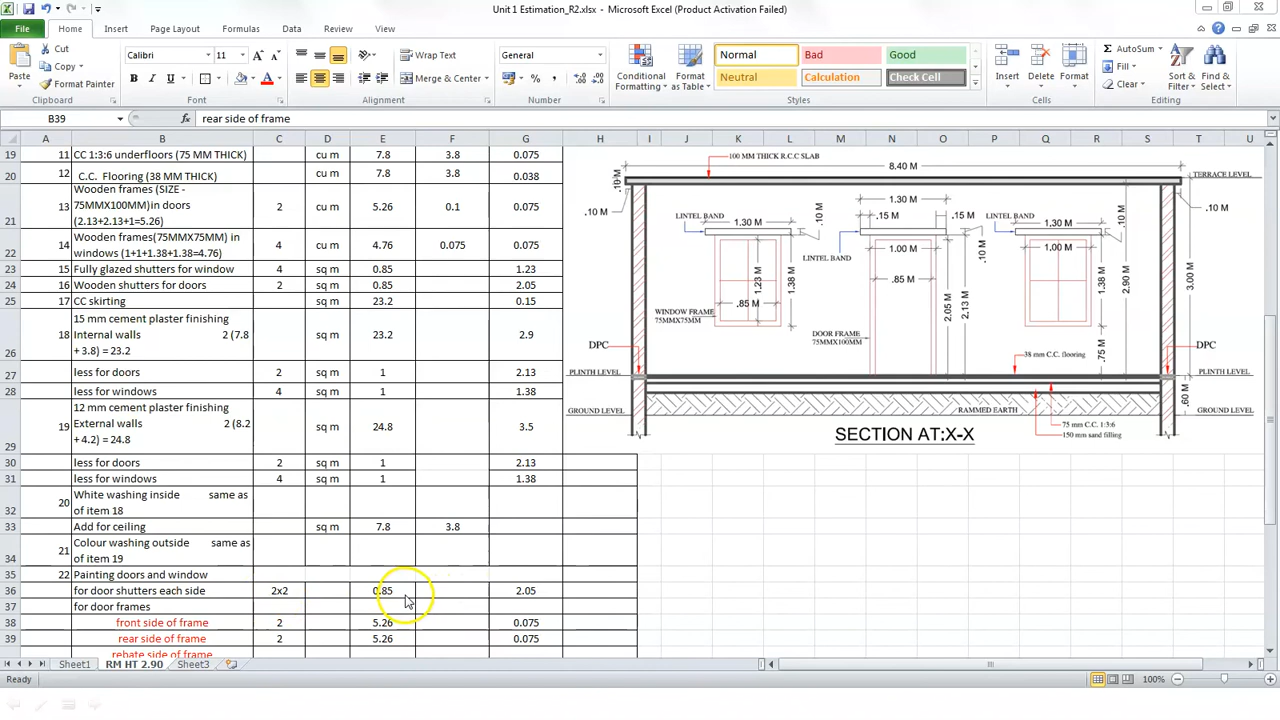 Unit 1 Estimation_R2.xlsx - Microsoft Excel (Product Activation Failed)
File Home Insert Page Layout Formulas Data Review View
Paste Cut Copy Format Painter Clipboard
Calibri 11 B I U A A Font
Wrap Text Merge & Center Alignment
General % , Number
Conditional Formatting Format as Table
Normal Bad Good
Neutral Calculation Check Cell
Styles
Insert Delete Format Cells
AutoSum Fill Clear Sort & Filter Find & Select Editing
B39 fx rear side of frame
A B C D E F G H I J K L M N O P Q R S T U
19 11 CC 1:3:6 underfloors (75 MM THICK) cu m 7.8 3.8 0.075
20 12 C.C. Flooring (38 MM THICK) cu m 7.8 3.8 0.038
Wooden frames (SIZE -
21 13 75MMX100MM)in doors 2 cu m 5.26 0.1 0.075
(2.13+2.13+1=5.26)
22 14 Wooden frames(75MMX75MM) in 4 cu m 4.76 0.075 0.075
windows (1+1+1.38+1.38=4.76)
23 15 Fully glazed shutters for window 4 sq m 0.85 1.23
24 16 Wooden shutters for doors 2 sq m 0.85 2.05
25 17 CC skirting sq m 23.2 0.15
15 mm cement plaster finishing
26 18 Internal walls 2 (7.8 sq m 23.2 2.9
+ 3.8) = 23.2
27 less for doors 2 sq m 1 2.13
28 less for windows 4 sq m 1 1.38
12 mm cement plaster finishing
29 19 External walls 2 (8.2 sq m 24.8 3.5
+ 4.2) = 24.8
30 less for doors 2 sq m 1 2.13
31 less for windows 4 sq m 1 1.38
32 20 White washing inside same as
of item 18
33 Add for ceiling sq m 7.8 3.8
34 21 Colour washing outside same as
of item 19
35 22 Painting doors and window
36 for door shutters each side 2x2 0.85 2.05
37 for door frames
38 front side of frame 2 5.26 0.075
39 rear side of frame 2 5.26 0.075
rebate side of frame
100 MM THICK R.C.C SLAB
8.40 M
TERRACE LEVEL
.10 M
.10 M
.10 M
1.30 M
LINTEL BAND
1.30 M
.10 M
.15 M
.15 M
LINTEL BAND
1.30 M
.10 M
1.00 M
1.00 M
LINTEL BAND
.10 M
.85 M
1.23 M
1.38 M
.85 M
2.05 M
2.13 M
1.38 M
2.90 M
3.00 M
WINDOW FRAME
75MMX75MM
DOOR FRAME
75MMX100MM
DPC
DPC
38 mm C.C. flooring
.75 M
PLINTH LEVEL
PLINTH LEVEL
.60 M
GROUND LEVEL
GROUND LEVEL
RAMMED EARTH
75 mm C.C. 1:3:6
150 mm sand filling
SECTION AT:X-X
Sheet1 RM HT 2.90 Sheet3
Ready 100%